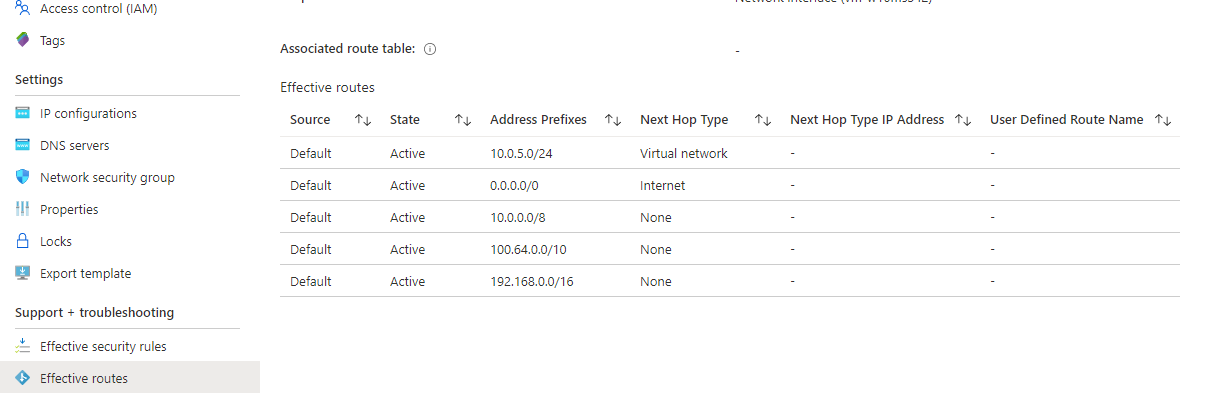 Access control (IAM)
Tags
Settings
IP configurations
DNS servers
Network security group
Properties
Locks
Export template
Support + troubleshooting
Effective security rules
Effective routes
Associated route table: -
Effective routes
Source State Address Prefixes Next Hop Type Next Hop Type IP Address User Defined Route Name
Default Active 10.0.5.0/24 Virtual network - -
Default Active 0.0.0.0/0 Internet - -
Default Active 10.0.0.0/8 None - -
Default Active 100.64.0.0/10 None - -
Default Active 192.168.0.0/16 None - -